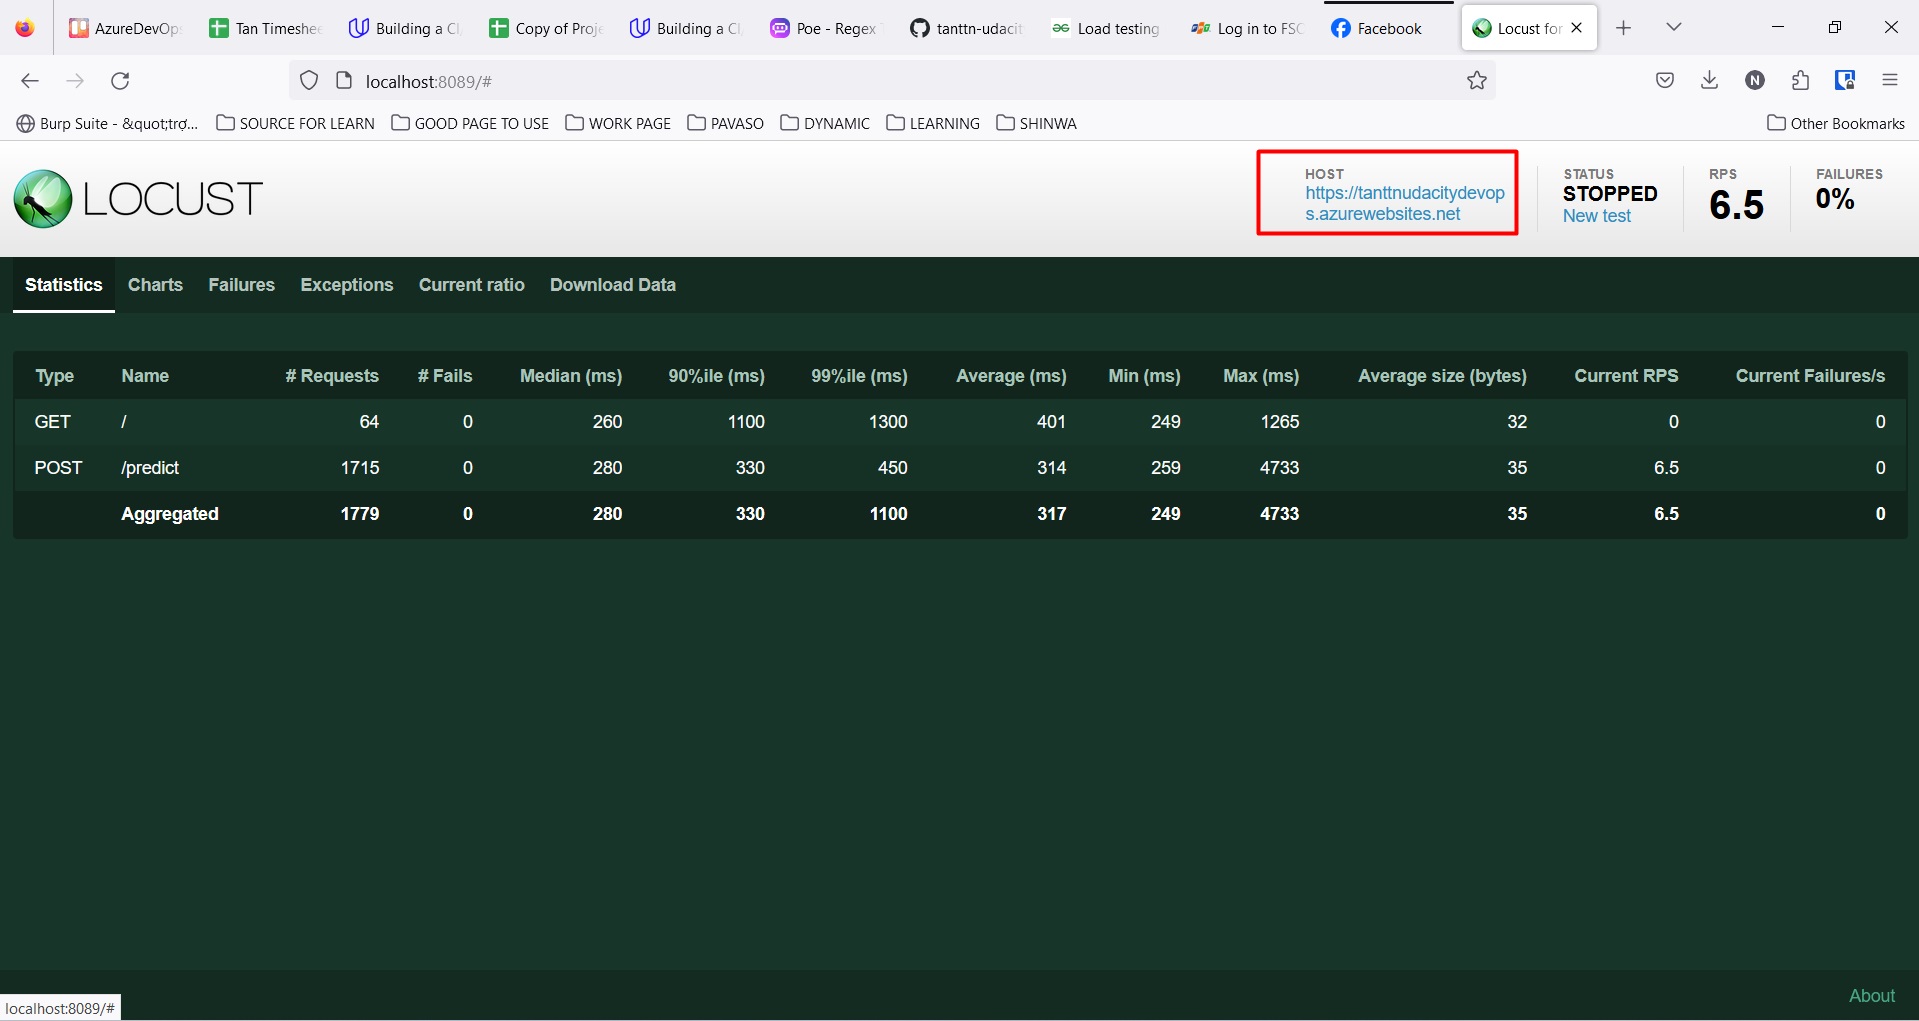 AzureDevOps Tan Timeshee Building a Cl Copy of Proje Building a Cl Poe - Regex T tanttn-udacit Load testing Log in to FSC Facebook Locust for
localhost:8089/#
N
Burp Suite - &quot;trợ... SOURCE FOR LEARN GOOD PAGE TO USE WORK PAGE PAVASO DYNAMIC LEARNING SHINWA Other Bookmarks
LOCUST
HOST
https://tanttnudacitydevop
s.azurewebsites.net
STATUS
STOPPED
New test
RPS
6.5
FAILURES
0%
Statistics Charts Failures Exceptions Current ratio Download Data
Type Name # Requests # Fails Median (ms) 90%ile (ms) 99%ile (ms) Average (ms) Min (ms) Max (ms) Average size (bytes) Current RPS Current Failures/s
GET / 64 0 260 1100 1300 401 249 1265 32 0 0
POST /predict 1715 0 280 330 450 314 259 4733 35 6.5 0
Aggregated 1779 0 280 330 1100 317 249 4733 35 6.5 0
About
localhost:8089/#